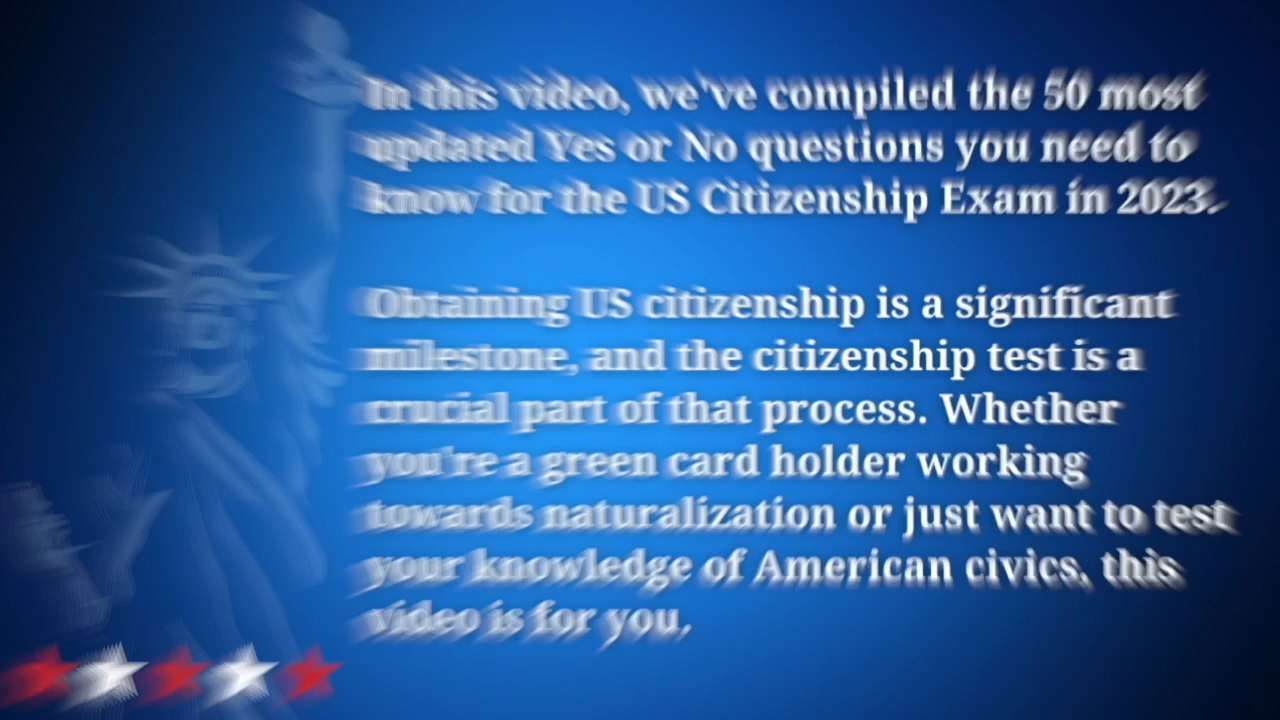 In this video, we've compiled the 50 most
updated Yes or No questions you need to
know for the US Citizenship Exam in 2023.
Obtaining US citizenship is a significant
milestone, and the citizenship test is a
crucial part of that process. Whether
you're a green card holder working
towards naturalization or just want to test
your knowledge of American civics, this
video is for you.